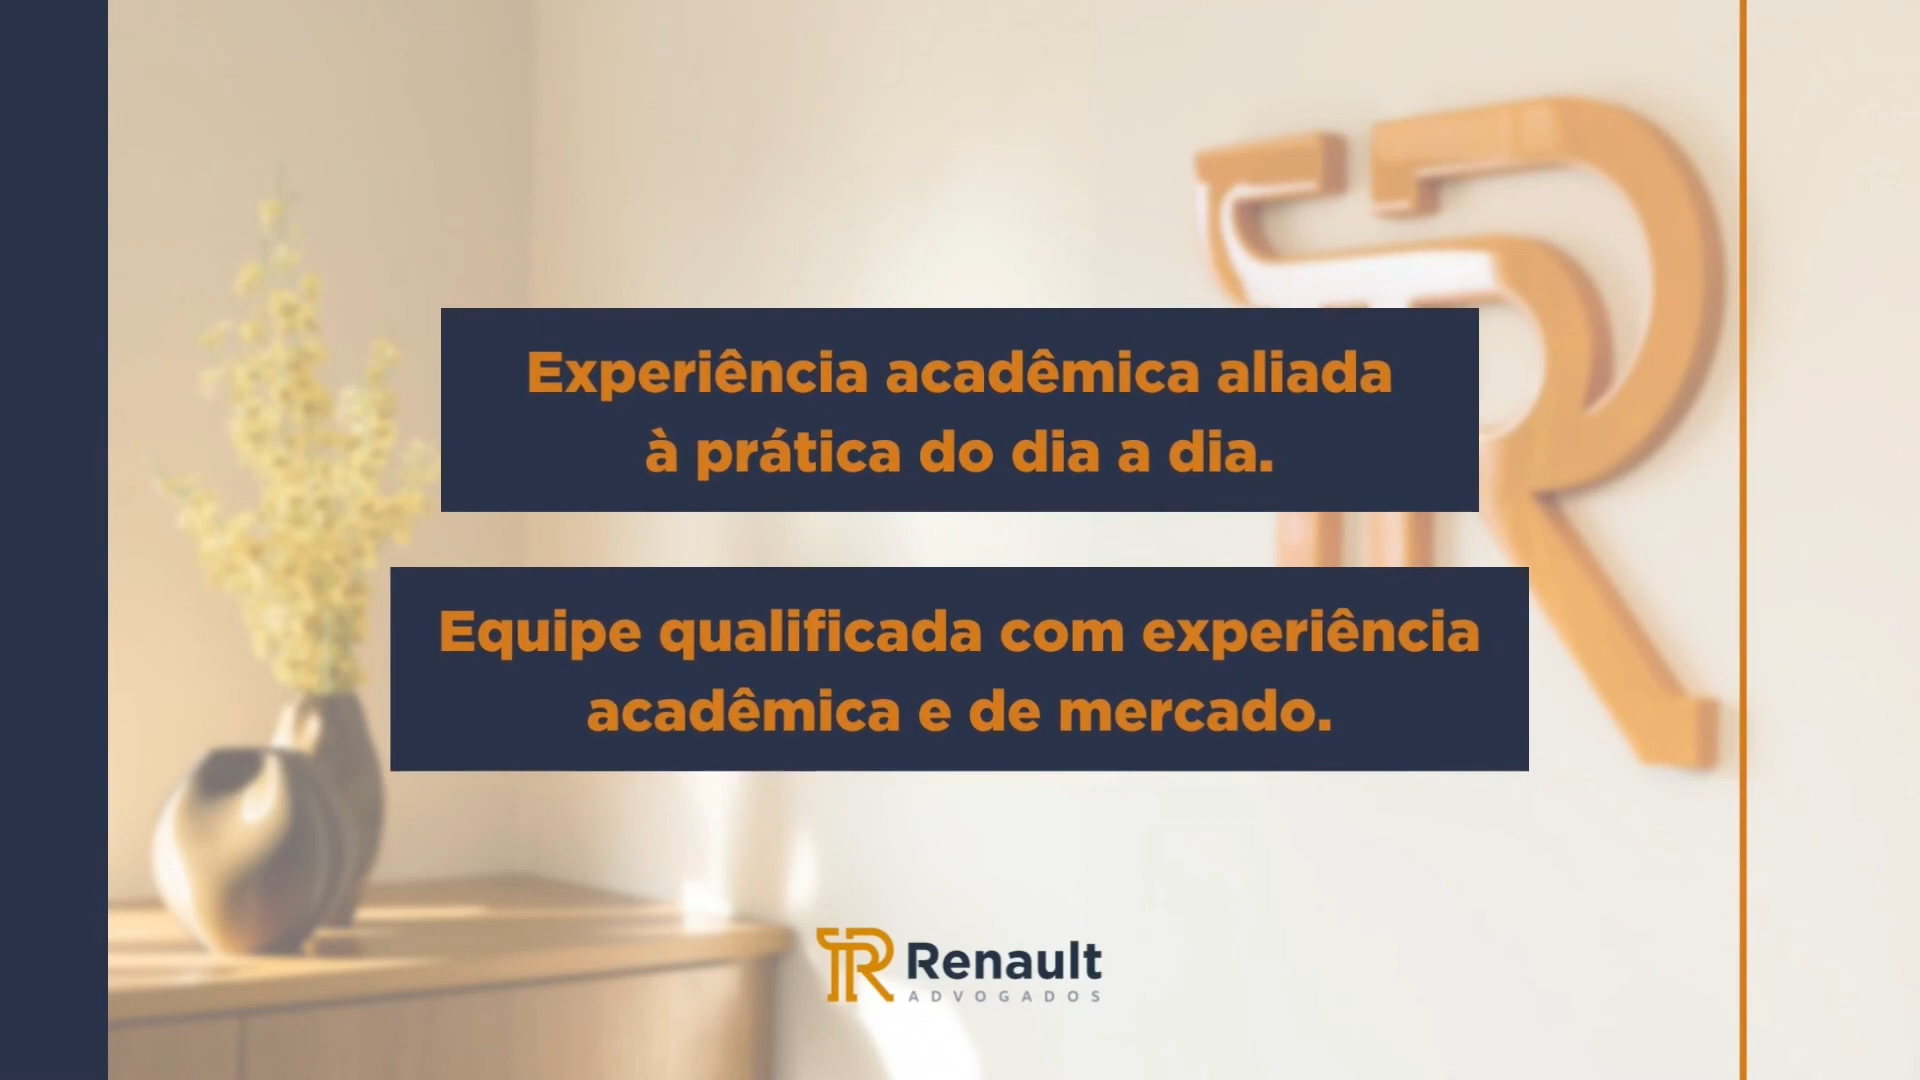 Experiência acadêmica aliada
à prática do dia a dia.
Equipe qualificada com experiência
acadêmica e de mercado.
Renault
ADVOGADOS